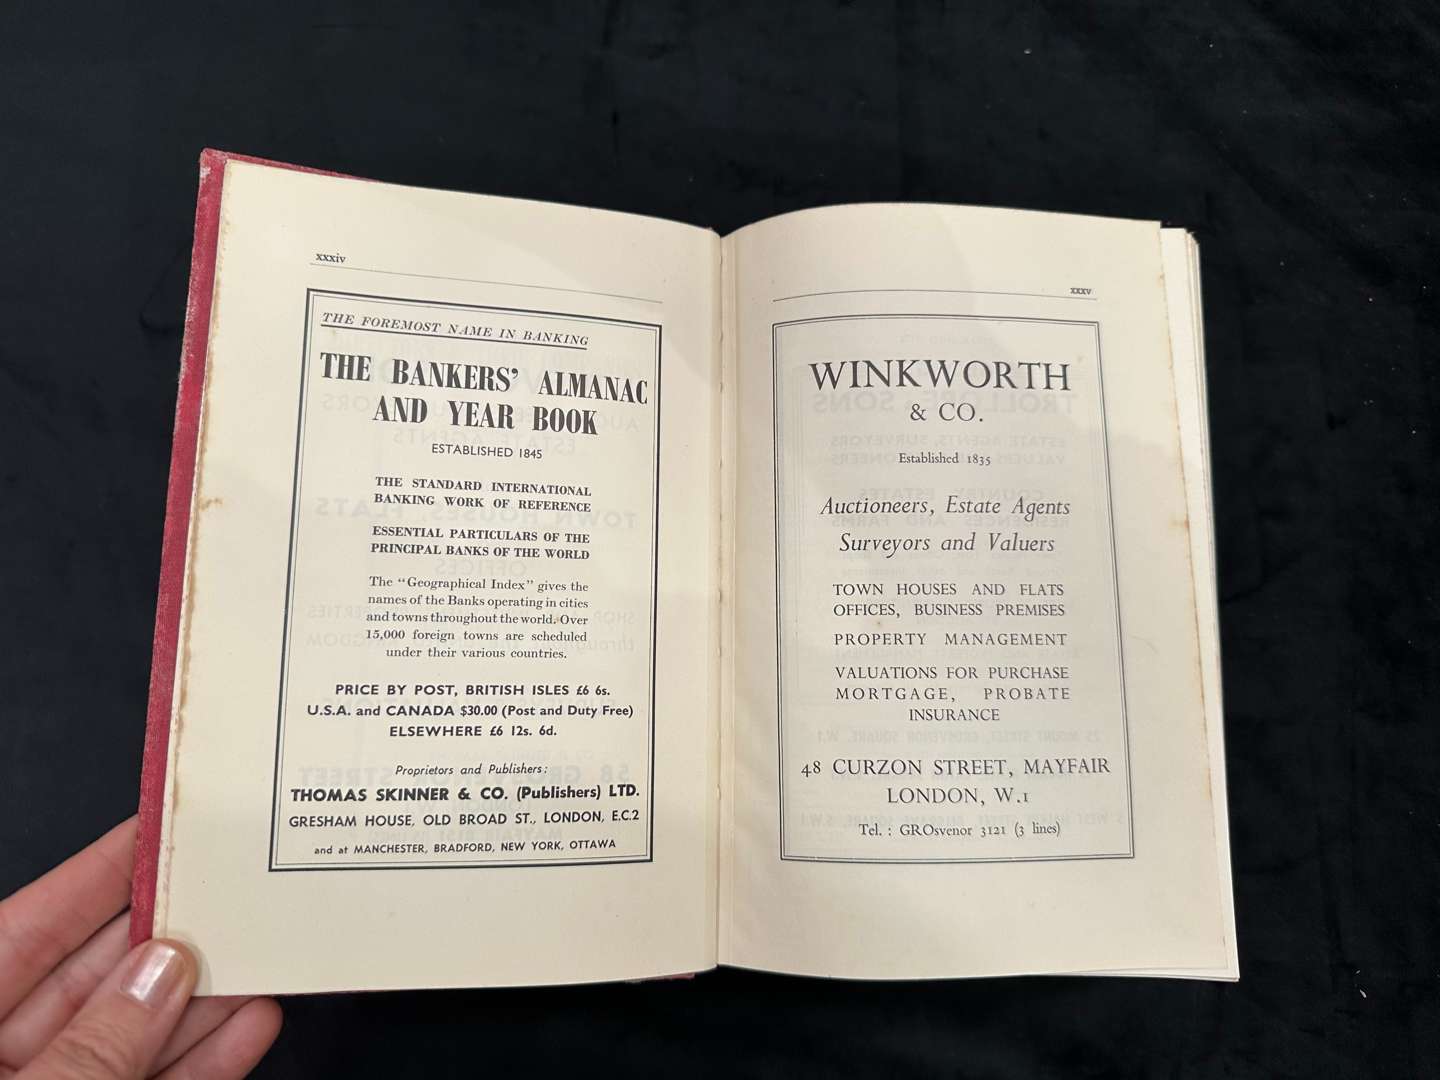 xxxiv
THE FOREMOST NAME IN BANKING
THE BANKERS' ALMANAC
AND YEAR BOOK
ESTABLISHED 1845
THE STANDARD INTERNATIONAL
BANKING WORK OF REFERENCE
ESSENTIAL PARTICULARS OF THE
PRINCIPAL BANKS OF THE WORLD
The "Geographical Index" gives the
names of the Banks operating in cities
and towns throughout the world. Over
15,000 foreign towns are scheduled
under their various countries.
PRICE BY POST, BRITISH ISLES £6 6s.
U.S.A. and CANADA $30.00 (Post and Duty Free)
ELSEWHERE £6 12s. 6d.
Proprietors and Publishers:
THOMAS SKINNER & CO. (Publishers) LTD.
GRESHAM HOUSE, OLD BROAD ST., LONDON, E.C.2
and at MANCHESTER, BRADFORD, NEW YORK, OTTAWA
xxxv
WINKWORTH
& CO.
Established 1835
Auctioneers, Estate Agents
Surveyors and Valuers
TOWN HOUSES AND FLATS
OFFICES, BUSINESS PREMISES
PROPERTY MANAGEMENT
VALUATIONS FOR PURCHASE
MORTGAGE, PROBATE
INSURANCE
48 CURZON STREET, MAYFAIR
LONDON, W.1
Tel. : GROsvenor 3121 (3 lines)